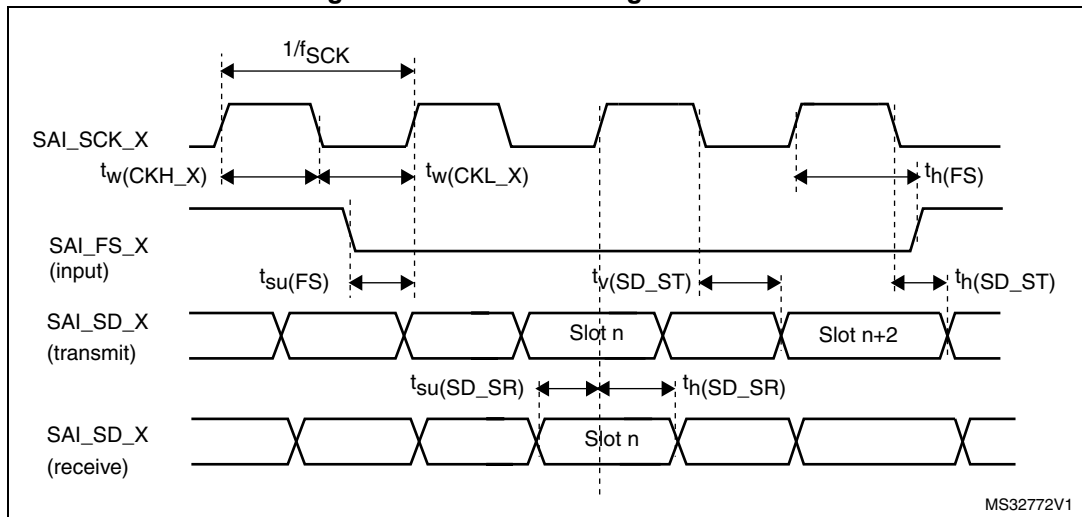 1/fSCK
SAI_SCK_X
tw(CKH_X)
tw(CKL_X)
th(FS)
SAI_FS_X
(input)
tsu(FS)
tv(SD_ST)
th(SD_ST)
SAI_SD_X
(transmit)
Slot n
Slot n+2
tsu(SD_SR)
th(SD_SR)
SAI_SD_X
(receive)
Slot n
MS32772V1